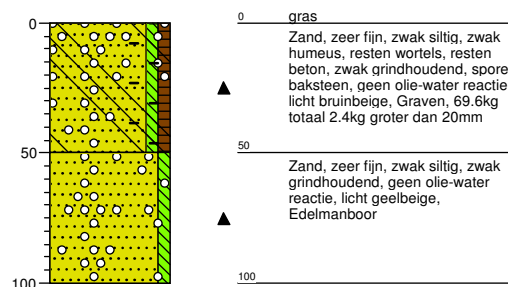 0
50
100
0
gras
Zand, zeer fijn, zwak siltig, zwak
humeus, resten wortels, resten
beton, zwak grindhoudend, spore
baksteen, geen olie-water reactie
licht bruinbeige, Graven, 69.6kg
totaal 2.4kg groter dan 20mm
50
Zand, zeer fijn, zwak siltig, zwak
grindhoudend, geen olie-water
reactie, licht geelbeige,
Edelmanboor
100